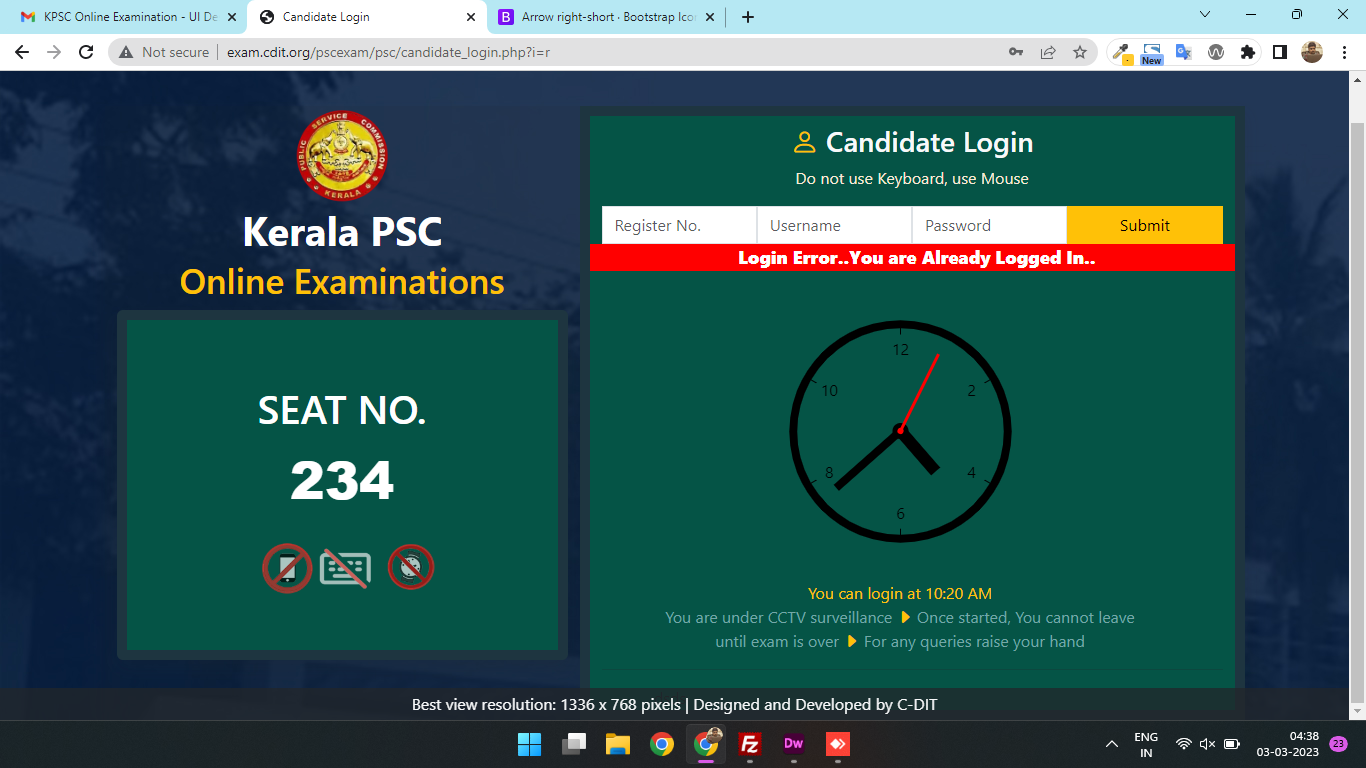 KPSC Online Examination - UI De
Candidate Login
Arrow right-short · Bootstrap Ico
Not secure
exam.cdit.org/pscexam/psc/candidate_login.php?i=r
New
PUBLIC SERVICE COMMISSION
KERALA
Kerala PSC
Online Examinations
SEAT NO.
234
Candidate Login
Do not use Keyboard, use Mouse
Register No.
Username
Password
Submit
Login Error..You are Already Logged In..
12
10
2
8
4
6
You can login at 10:20 AM
You are under CCTV surveillance Once started, You cannot leave
until exam is over For any queries raise your hand
Best view resolution: 1336 x 768 pixels | Designed and Developed by C-DIT
Fz
Dw
ENG
IN
04:38
03-03-2023
23